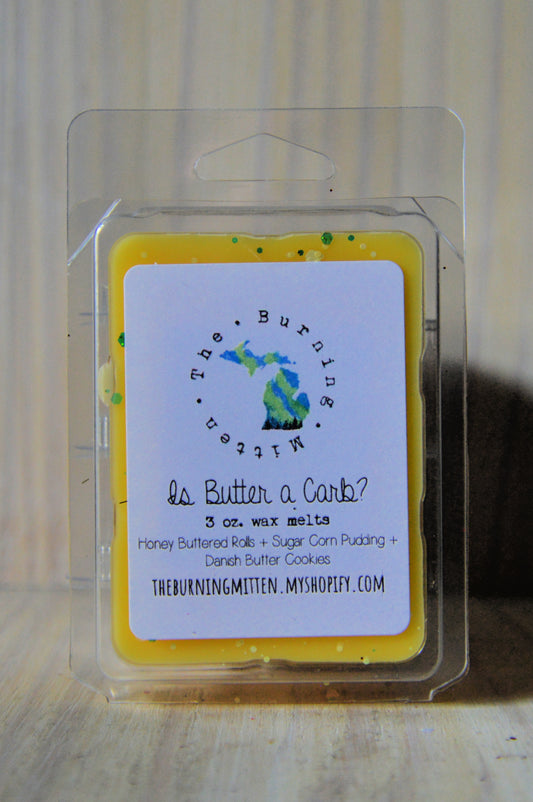 The • Burning • Mitten •
Is Butter a Carb?
3 oz. wax melts
Honey Buttered Rolls + Sugar Corn Pudding +
Danish Butter Cookies
THEBURNINGMITTEN.MYSHOPIFY.COM